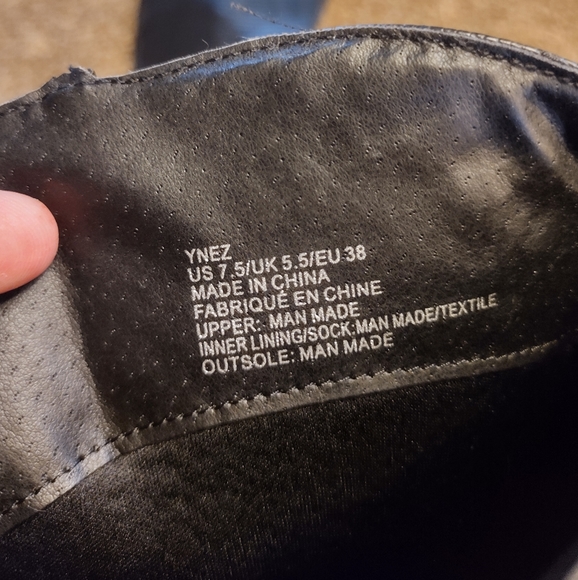 YNEZ
US 7.5/UK 5.5/EU 38
MADE IN CHINA
FABRIQUÉ EN CHINE
UPPER: MAN MADE
INNER LINING/SOCK:MAN MADE/TEXTILE
OUTSOLE: MAN MADE